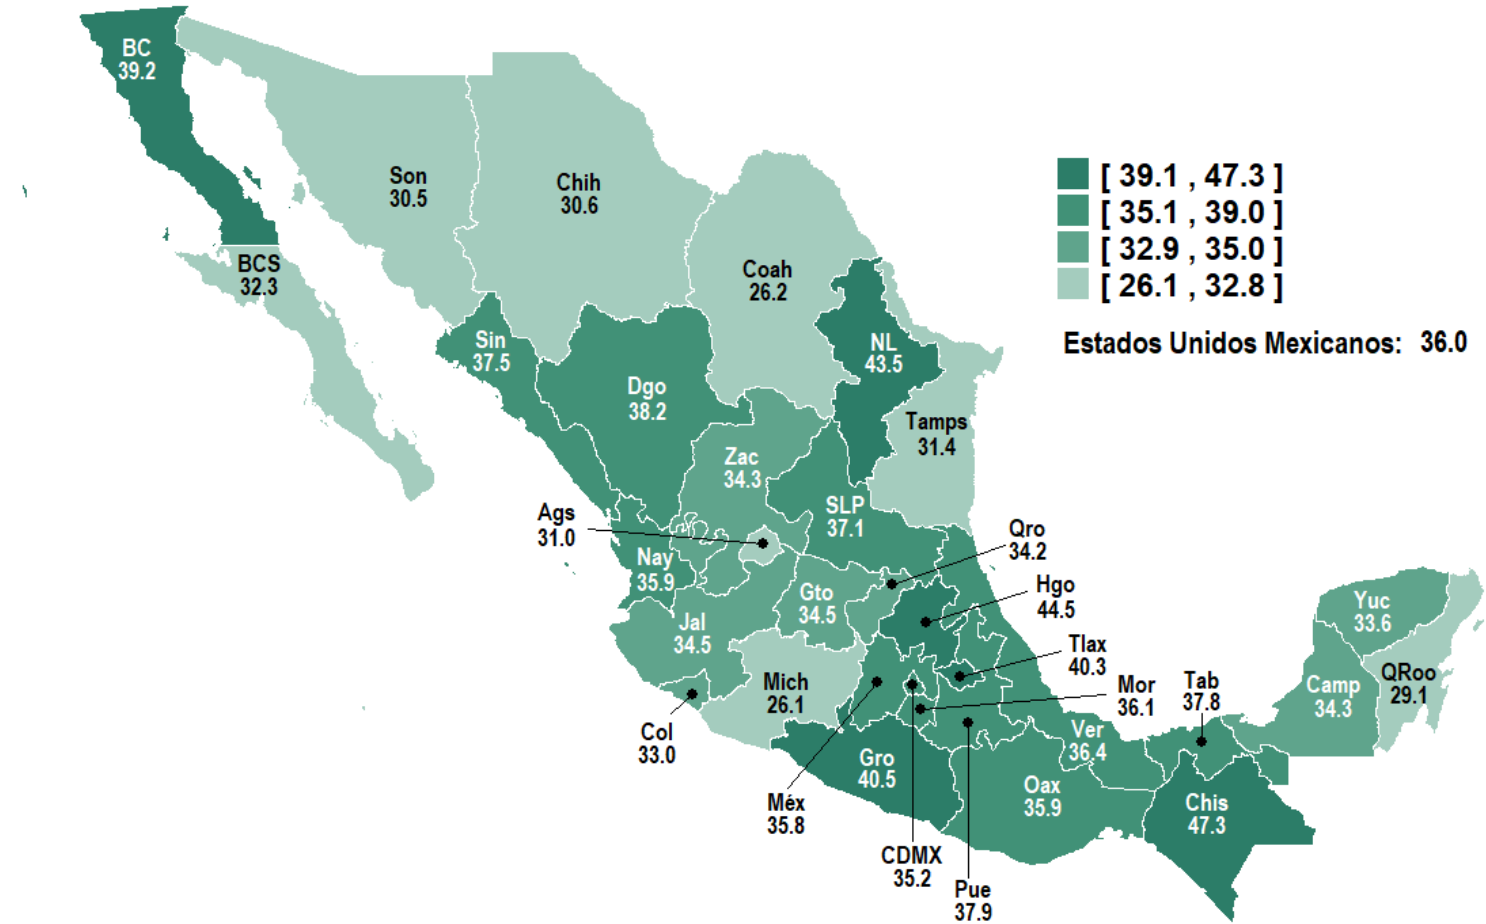 BC
39.2
Son
30.5
Chih
30.6
[ 39.1 , 47.3 ]
[ 35.1 , 39.0 ]
[ 32.9 , 35.0 ]
[ 26.1 , 32.8 ]
Estados Unidos Mexicanos: 36.0
BCS
32.3
Coah
26.2
Sin
37.5
NL
43.5
Dgo
38.2
Tamps
31.4
Zac
34.3
SLP
37.1
Ags
31.0
Qro
34.2
Nay
35.9
Gto
34.5
Hgo
44.5
Jal
34.5
Yuc
33.6
Tlax
40.3
Mich
26.1
Mor
36.1
Tab
37.8
Camp
34.3
QRoo
29.1
Col
33.0
Ver
36.4
Gro
40.5
Oax
35.9
Chis
47.3
Méx
35.8
CDMX
35.2
Pue
37.9